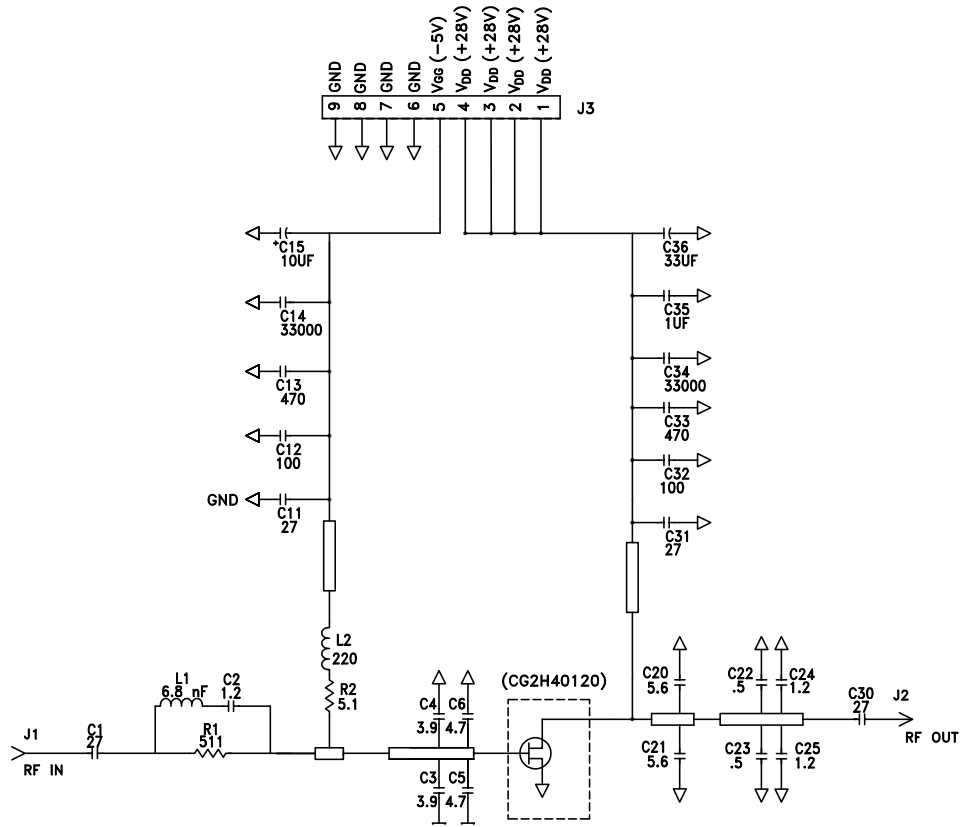 9 GND
8 GND
7 GND
6 GND
5 VGG (-5V)
4 VDD (+28V)
3 VDD (+28V)
2 VDD (+28V)
1 VDD (+28V)
J3
+C15
10UF
C36
33UF
C14
33000
C35
1UF
C13
470
C34
33000
C33
470
C12
100
C32
100
GND
C11
27
C31
27
L2
220
R2
5.1
(CG2H40120)
L1
6.8 nF
C2
1.2
R1
511
J1
RF IN
C1
27
C4
3.9
C6
4.7
C3
3.9
C5
4.7
C20
5.6
C22
.5
C24
1.2
C21
5.6
C23
.5
C25
1.2
C30
27
J2
RF OUT